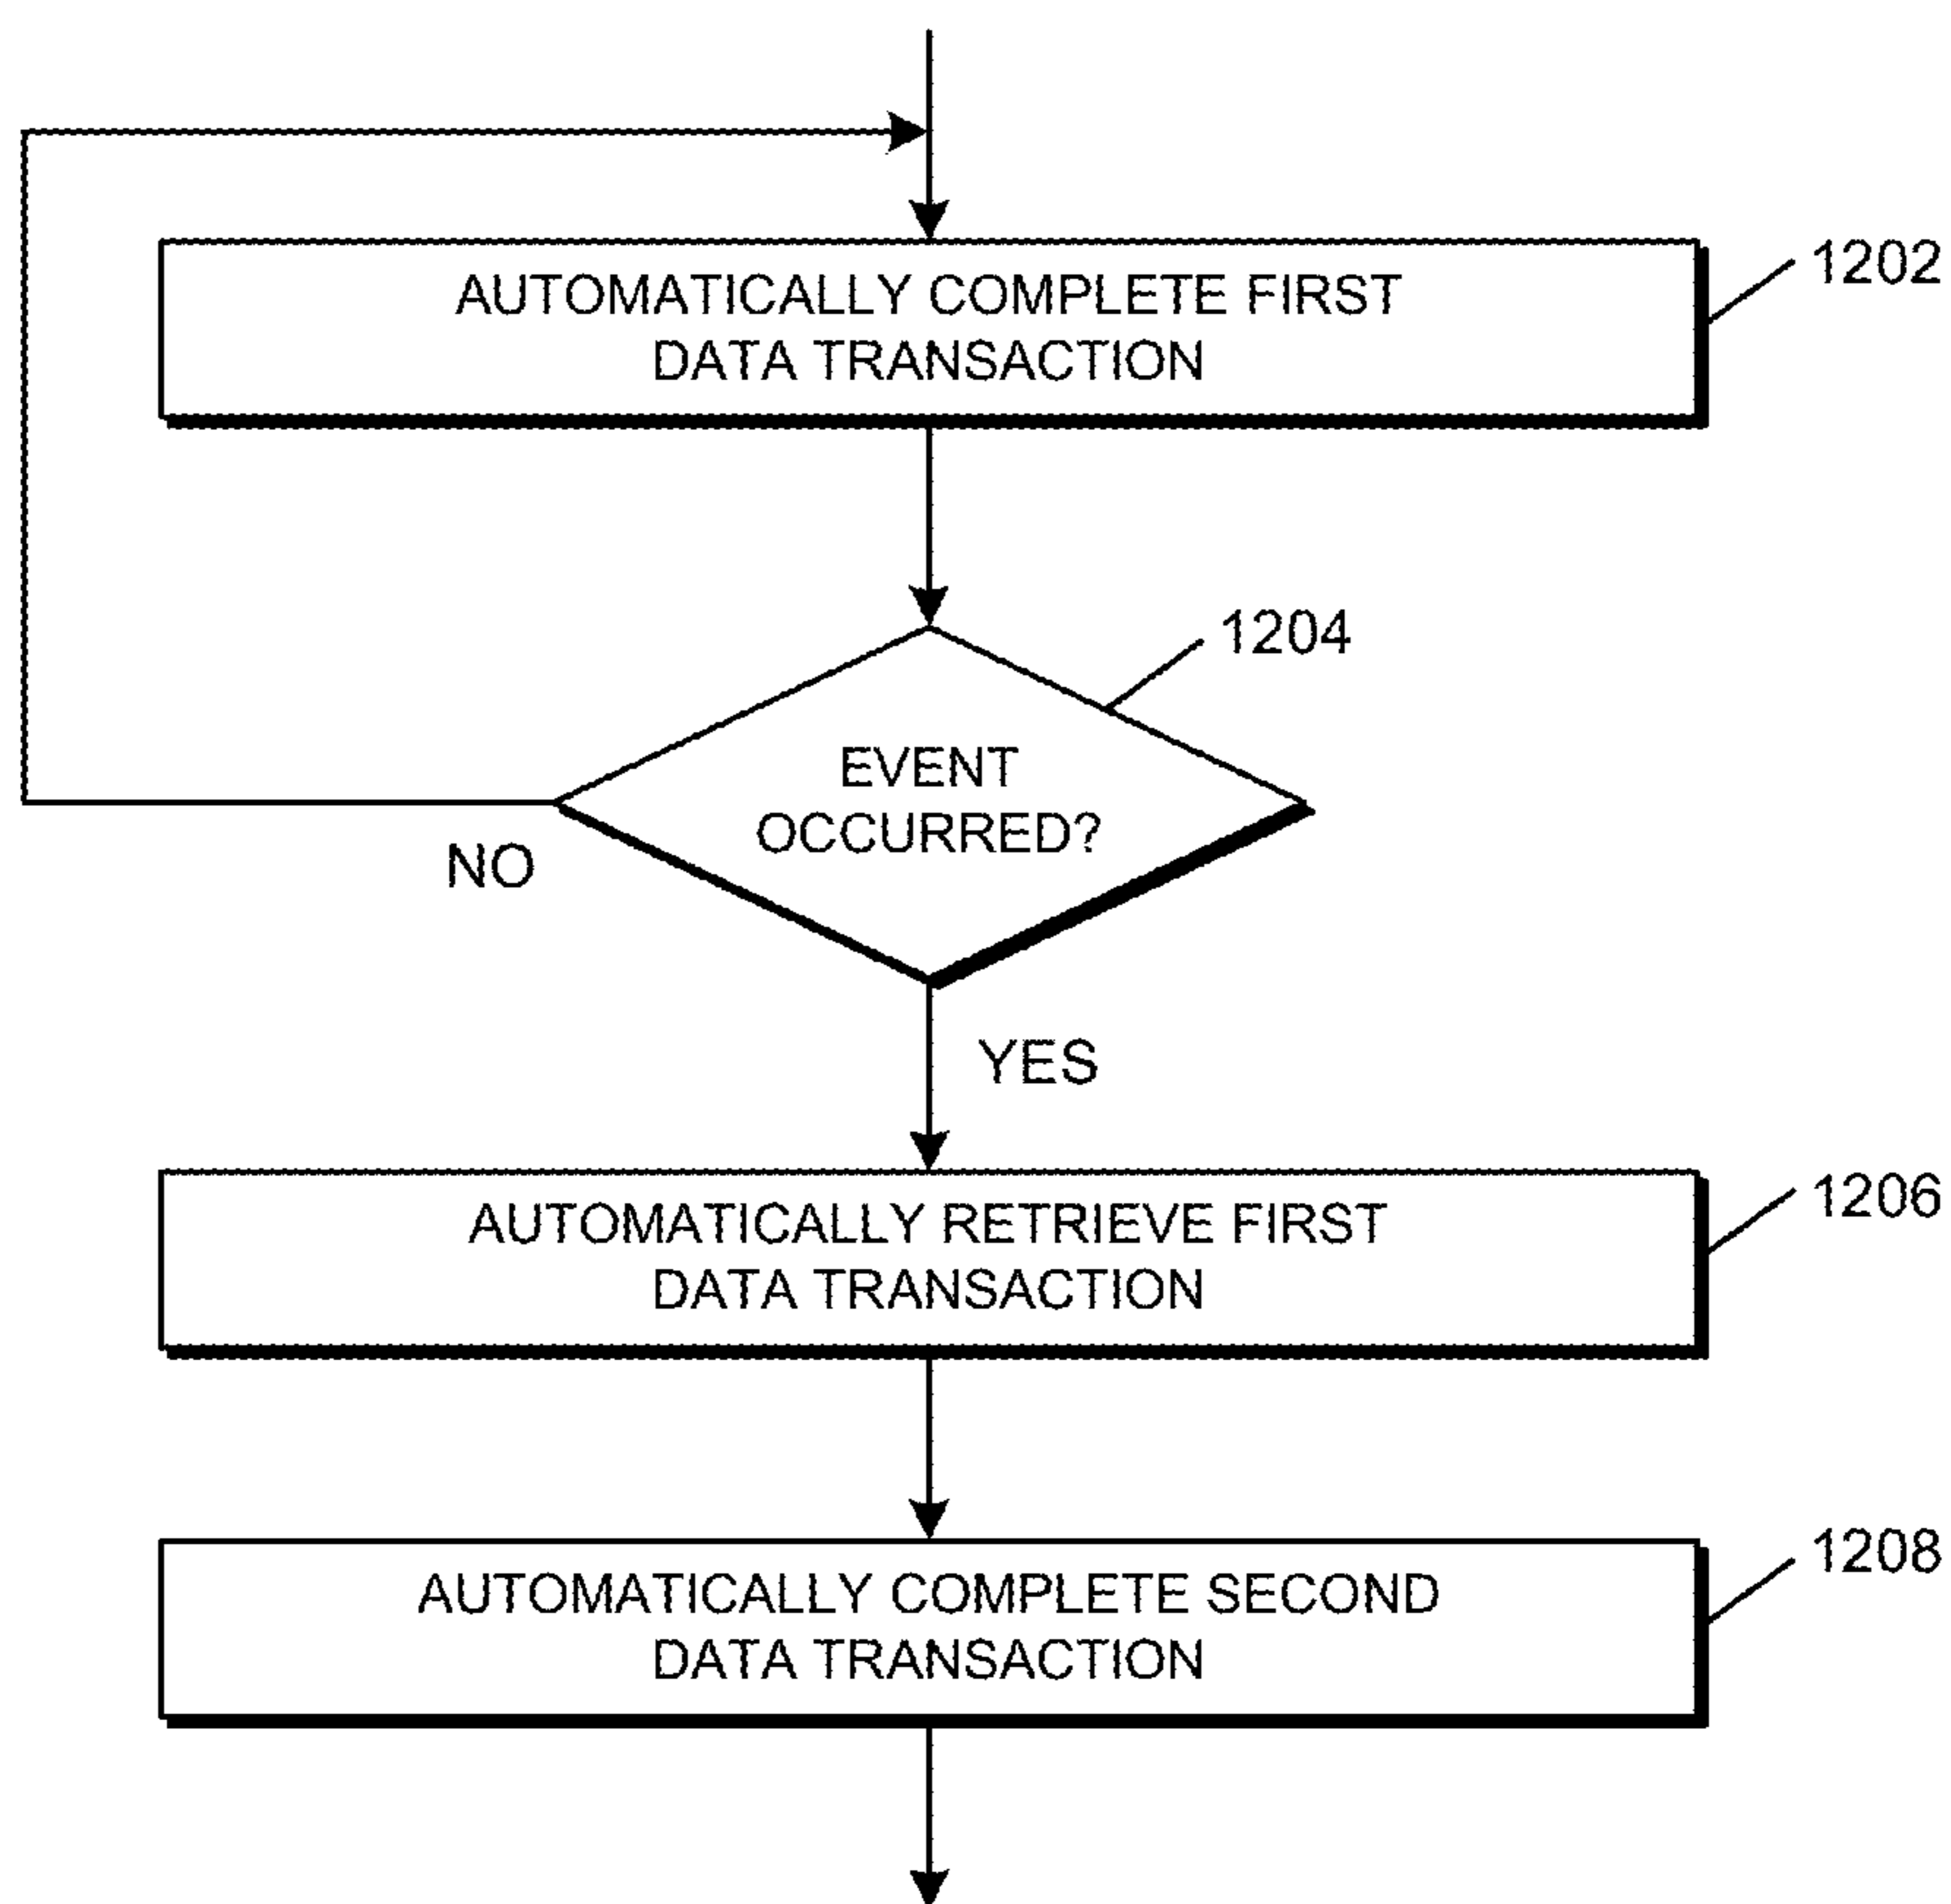 AUTOMATICALLY COMPLETE FIRST
DATA TRANSACTION
1202
1204
EVENT
OCCURRED?
NO
YES
AUTOMATICALLY RETRIEVE FIRST
DATA TRANSACTION
1206
AUTOMATICALLY COMPLETE SECOND
DATA TRANSACTION
1208